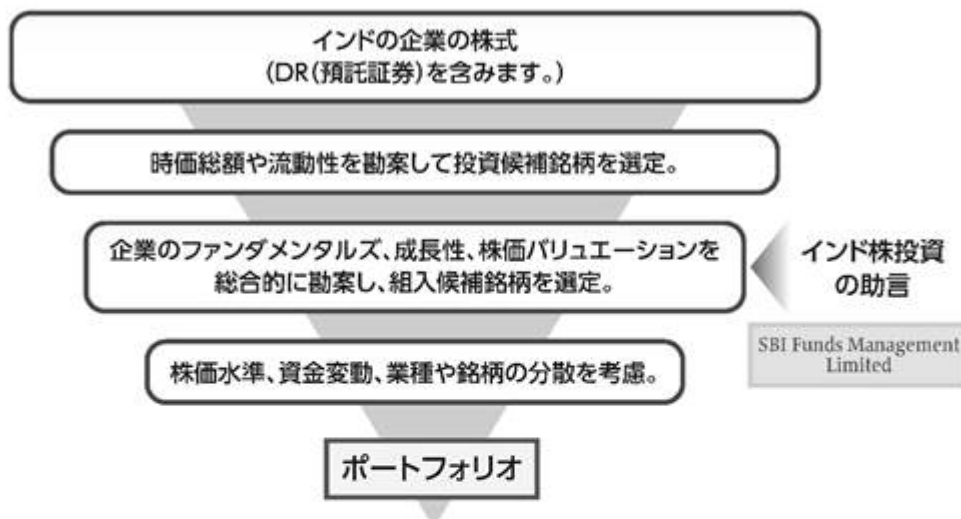 インドの企業の株式
(DR(預託証券)を含みます。)
時価総額や流動性を勘案して投資候補銘柄を選定。
企業のファンダメンタルズ、成長性、株価バリュエーションを
総合的に勘案し、組入候補銘柄を選定。
インド株投資
の助言
SBI Funds Management
Limited
株価水準、資金変動、業種や銘柄の分散を考慮。
ポートフォリオ